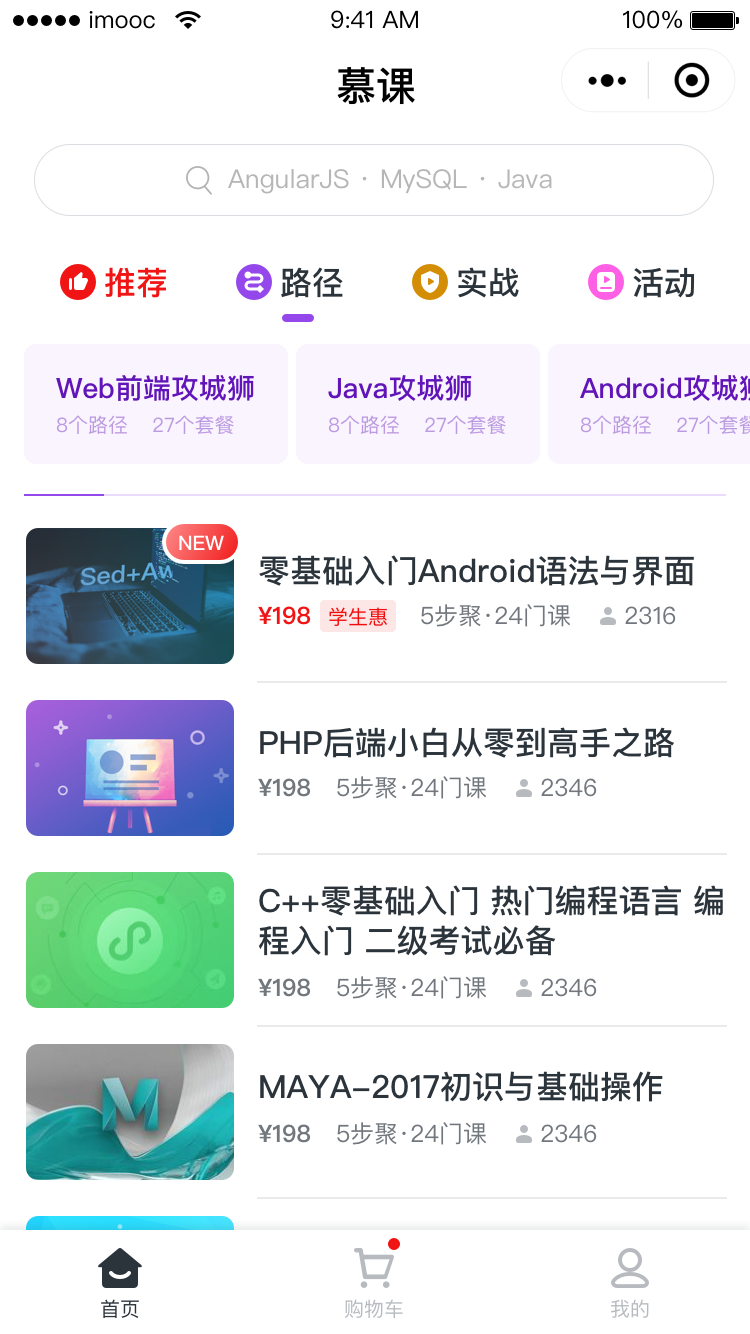 imooc 9:41 AM 100%
慕课
AngularJS · MySQL · Java
推荐 路径 实战 活动
Web前端攻城狮 Java攻城狮 Android攻城
8个路径 27个套餐 8个路径 27个套餐 8个路径 27个套
NEW
Sed+Aw
零基础入门Android语法与界面
¥198 学生惠 5步聚·24门课 2316
PHP后端小白从零到高手之路
¥198 5步聚·24门课 2346
C++零基础入门 热门编程语言 编
程入门 二级考试必备
¥198 5步聚·24门课 2346
M
MAYA-2017初识与基础操作
¥198 5步聚·24门课 2346
首页 购物车 我的